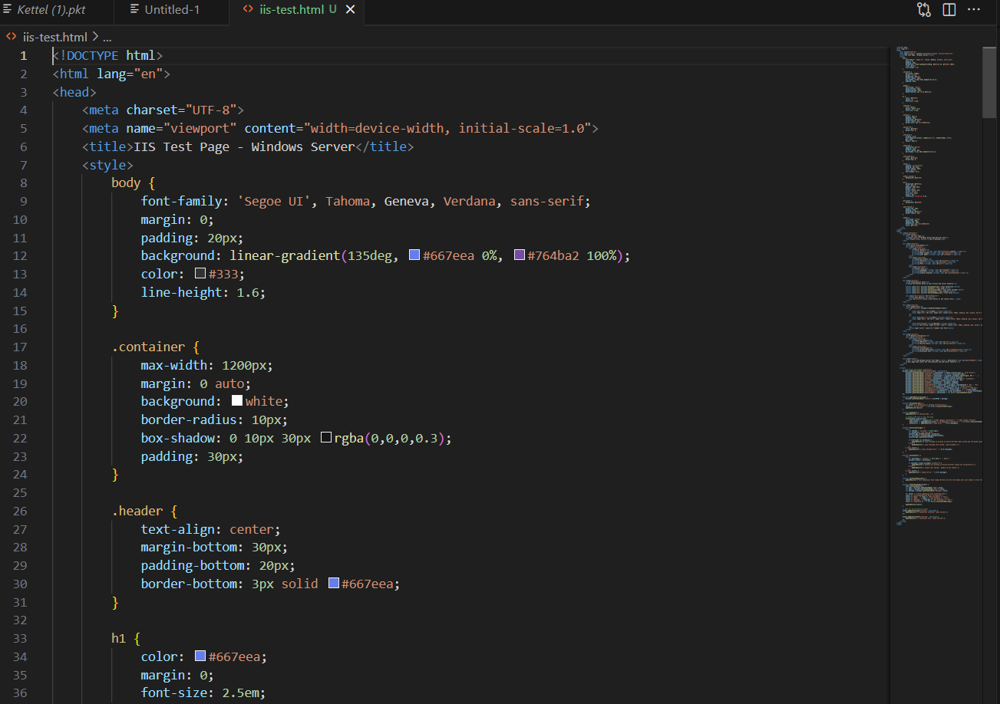 Kettel (1).pkt
Untitled-1
iis-test.html U
iis-test.html > ...
1 <!DOCTYPE html>
2 <html lang="en">
3 <head>
4 <meta charset="UTF-8">
5 <meta name="viewport" content="width=device-width, initial-scale=1.0">
6 <title>IIS Test Page - Windows Server</title>
7 <style>
8 body {
9 font-family: 'Segoe UI', Tahoma, Geneva, Verdana, sans-serif;
10 margin: 0;
11 padding: 20px;
12 background: linear-gradient(135deg, #667eea 0%, #764ba2 100%);
13 color: #333;
14 line-height: 1.6;
15 }
16
17 .container {
18 max-width: 1200px;
19 margin: 0 auto;
20 background: white;
21 border-radius: 10px;
22 box-shadow: 0 10px 30px rgba(0,0,0,0.3);
23 padding: 30px;
24 }
25
26 .header {
27 text-align: center;
28 margin-bottom: 30px;
29 padding-bottom: 20px;
30 border-bottom: 3px solid #667eea;
31 }
32
33 h1 {
34 color: #667eea;
35 margin: 0;
36 font-size: 2.5em;